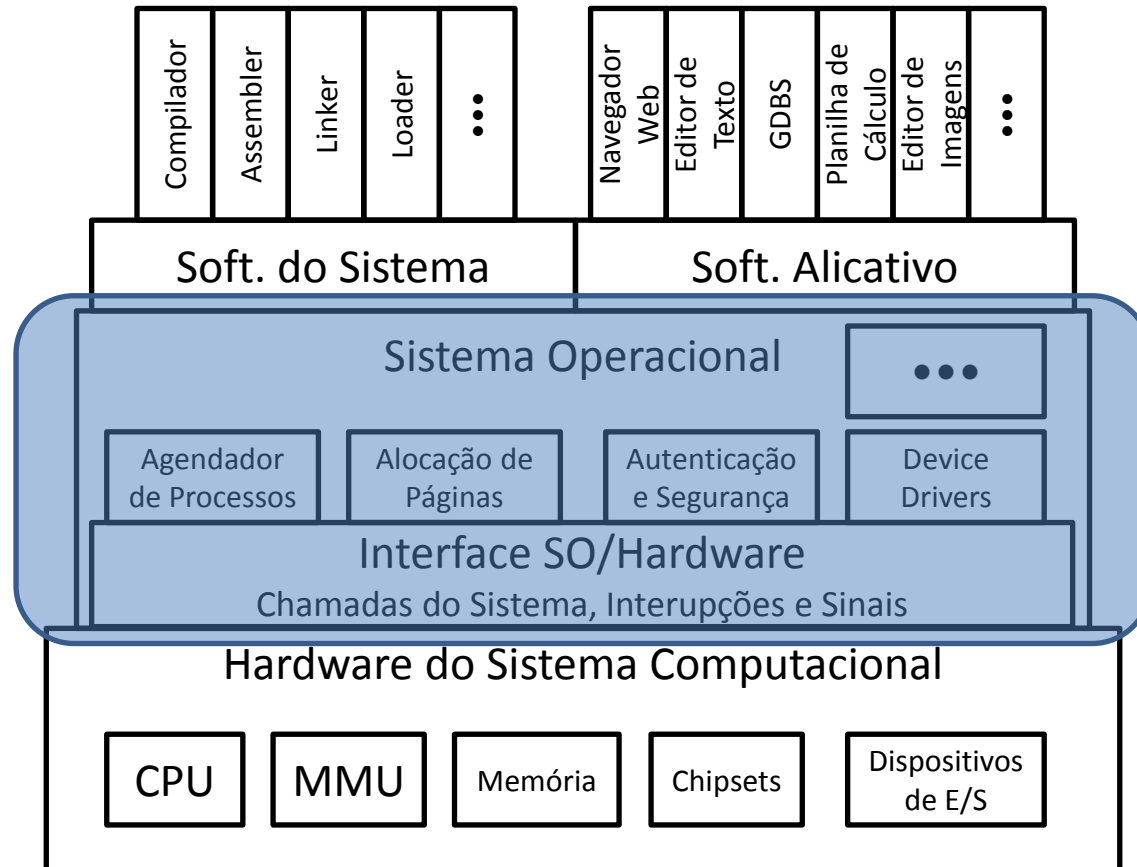 Compilador
Assembler
Linker
Loader
...
Navegador
Web
Editor de
Texto
GDBS
Planilha de
Cálculo
Editor de
Imagens
...
Soft. do Sistema
Soft. Alicativo
Sistema Operacional
...
Agendador
de Processos
Alocação de
Páginas
Autenticação
e Segurança
Device
Drivers
Interface SO/Hardware
Chamadas do Sistema, Interupções e Sinais
Hardware do Sistema Computacional
CPU
MMU
Memória
Chipsets
Dispositivos
de E/S